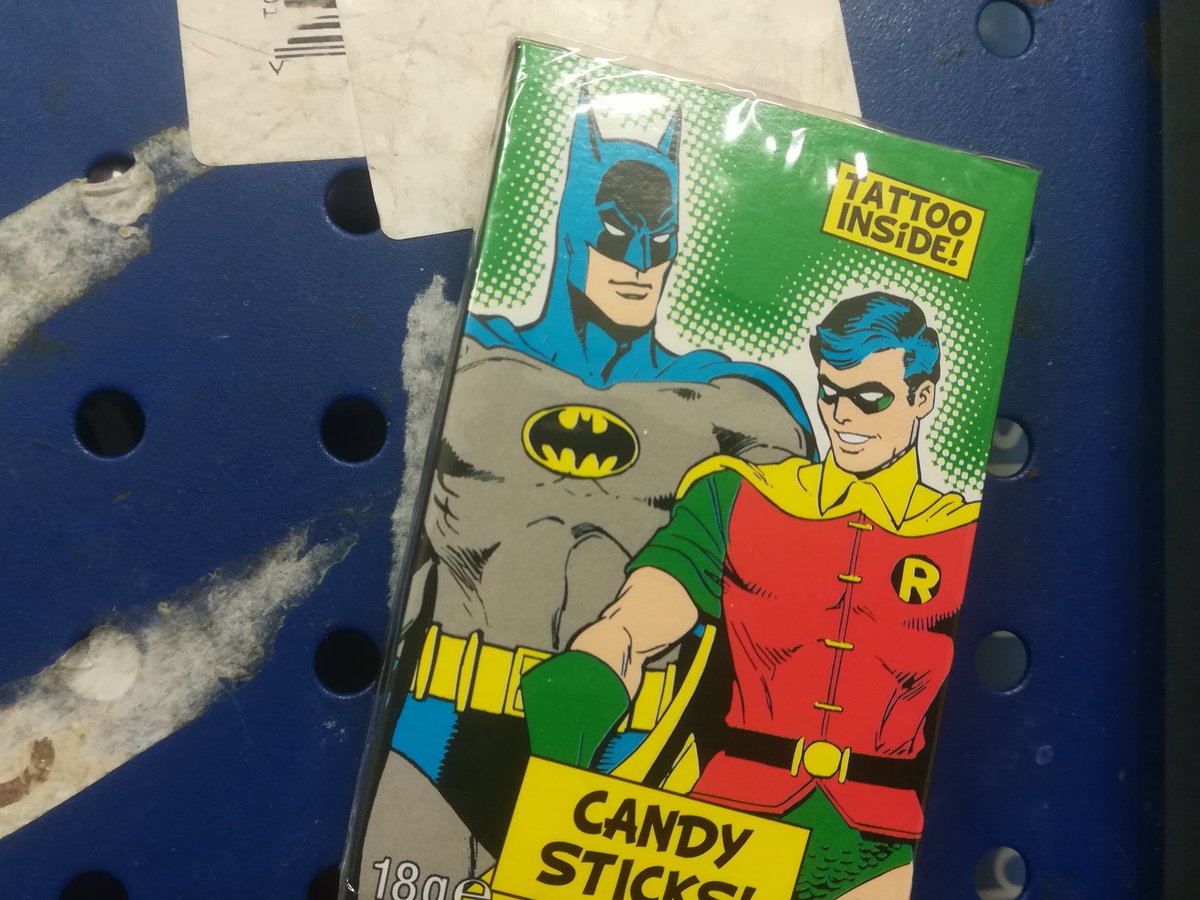 TATTOO
INSiDE!
R
CANDY
STICKS!
18g e